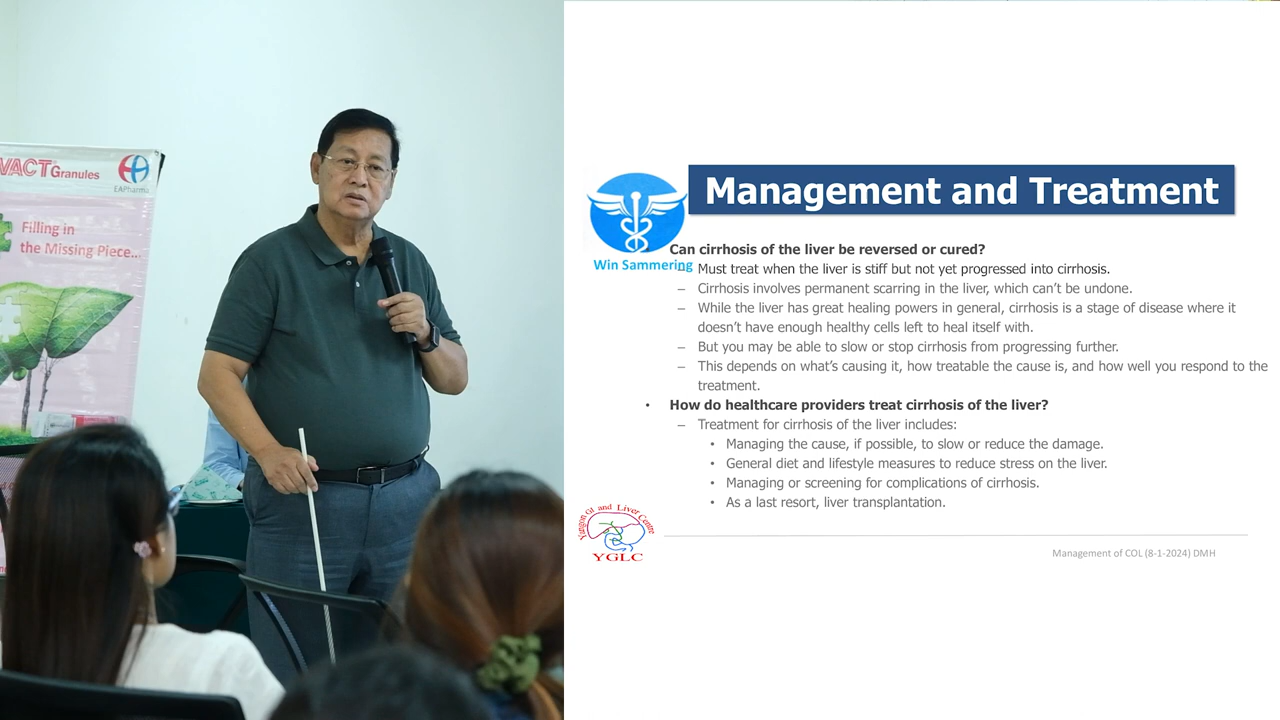 VACT Granules
EAPharma
Filling in
the Missing Piece...
Management and Treatment
Win Sammering
Can cirrhosis of the liver be reversed or cured?
– Must treat when the liver is stiff but not yet progressed into cirrhosis.
– Cirrhosis involves permanent scarring in the liver, which can’t be undone.
– While the liver has great healing powers in general, cirrhosis is a stage of disease where it
doesn’t have enough healthy cells left to heal itself with.
– But you may be able to slow or stop cirrhosis from progressing further.
– This depends on what’s causing it, how treatable the cause is, and how well you respond to the
treatment.
• How do healthcare providers treat cirrhosis of the liver?
– Treatment for cirrhosis of the liver includes:
• Managing the cause, if possible, to slow or reduce the damage.
• General diet and lifestyle measures to reduce stress on the liver.
• Managing or screening for complications of cirrhosis.
• As a last resort, liver transplantation.
Yangon GI and Liver Centre
YGLC
Management of COL (8-1-2024) DMH